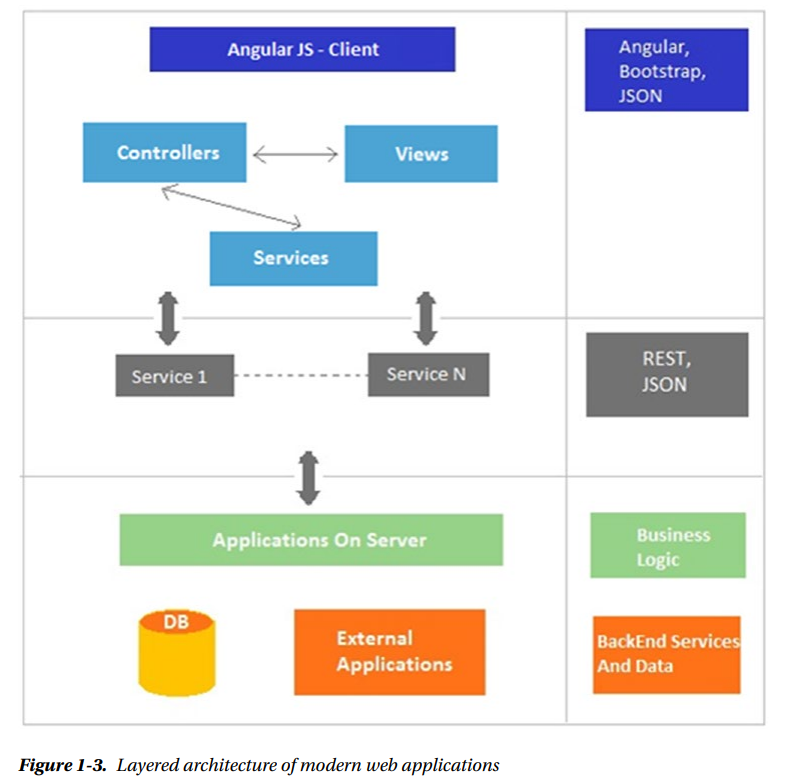 Angular JS - Client
Angular,
Bootstrap,
JSON
Controllers
Views
Services
Service 1
Service N
REST,
JSON
Applications On Server
Business
Logic
DB
External
Applications
BackEnd Services
And Data
Figure 1-3. Layered architecture of modern web applications